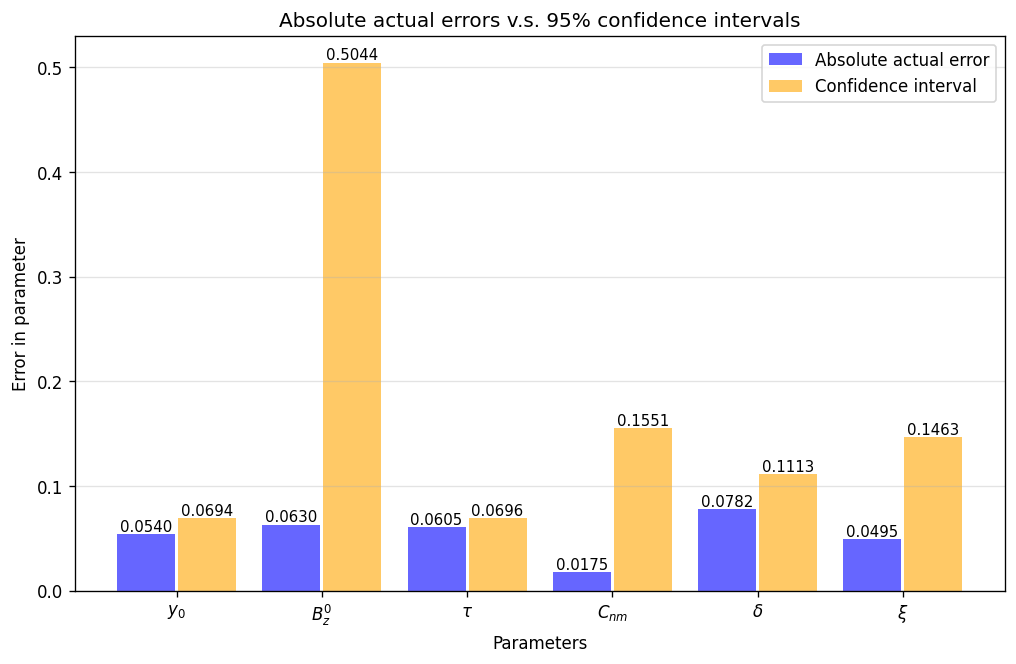 Absolute actual errors v.s. 95% confidence intervals
Absolute actual error
Confidence interval
Error in parameter
0.5
0.4
0.3
0.2
0.1
0.0
0.0540
0.0694
0.0630
0.5044
0.0605
0.0696
0.0175
0.1551
0.0782
0.1113
0.0495
0.1463
y₀
B_z^0
τ
C_{nm}
δ
ξ
Parameters